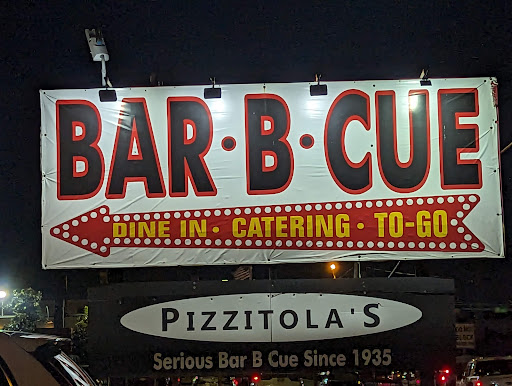 BAR·B·CUE
DINE IN · CATERING · TO-GO
PIZZITOLA'S
Serious Bar B Cue Since 1935